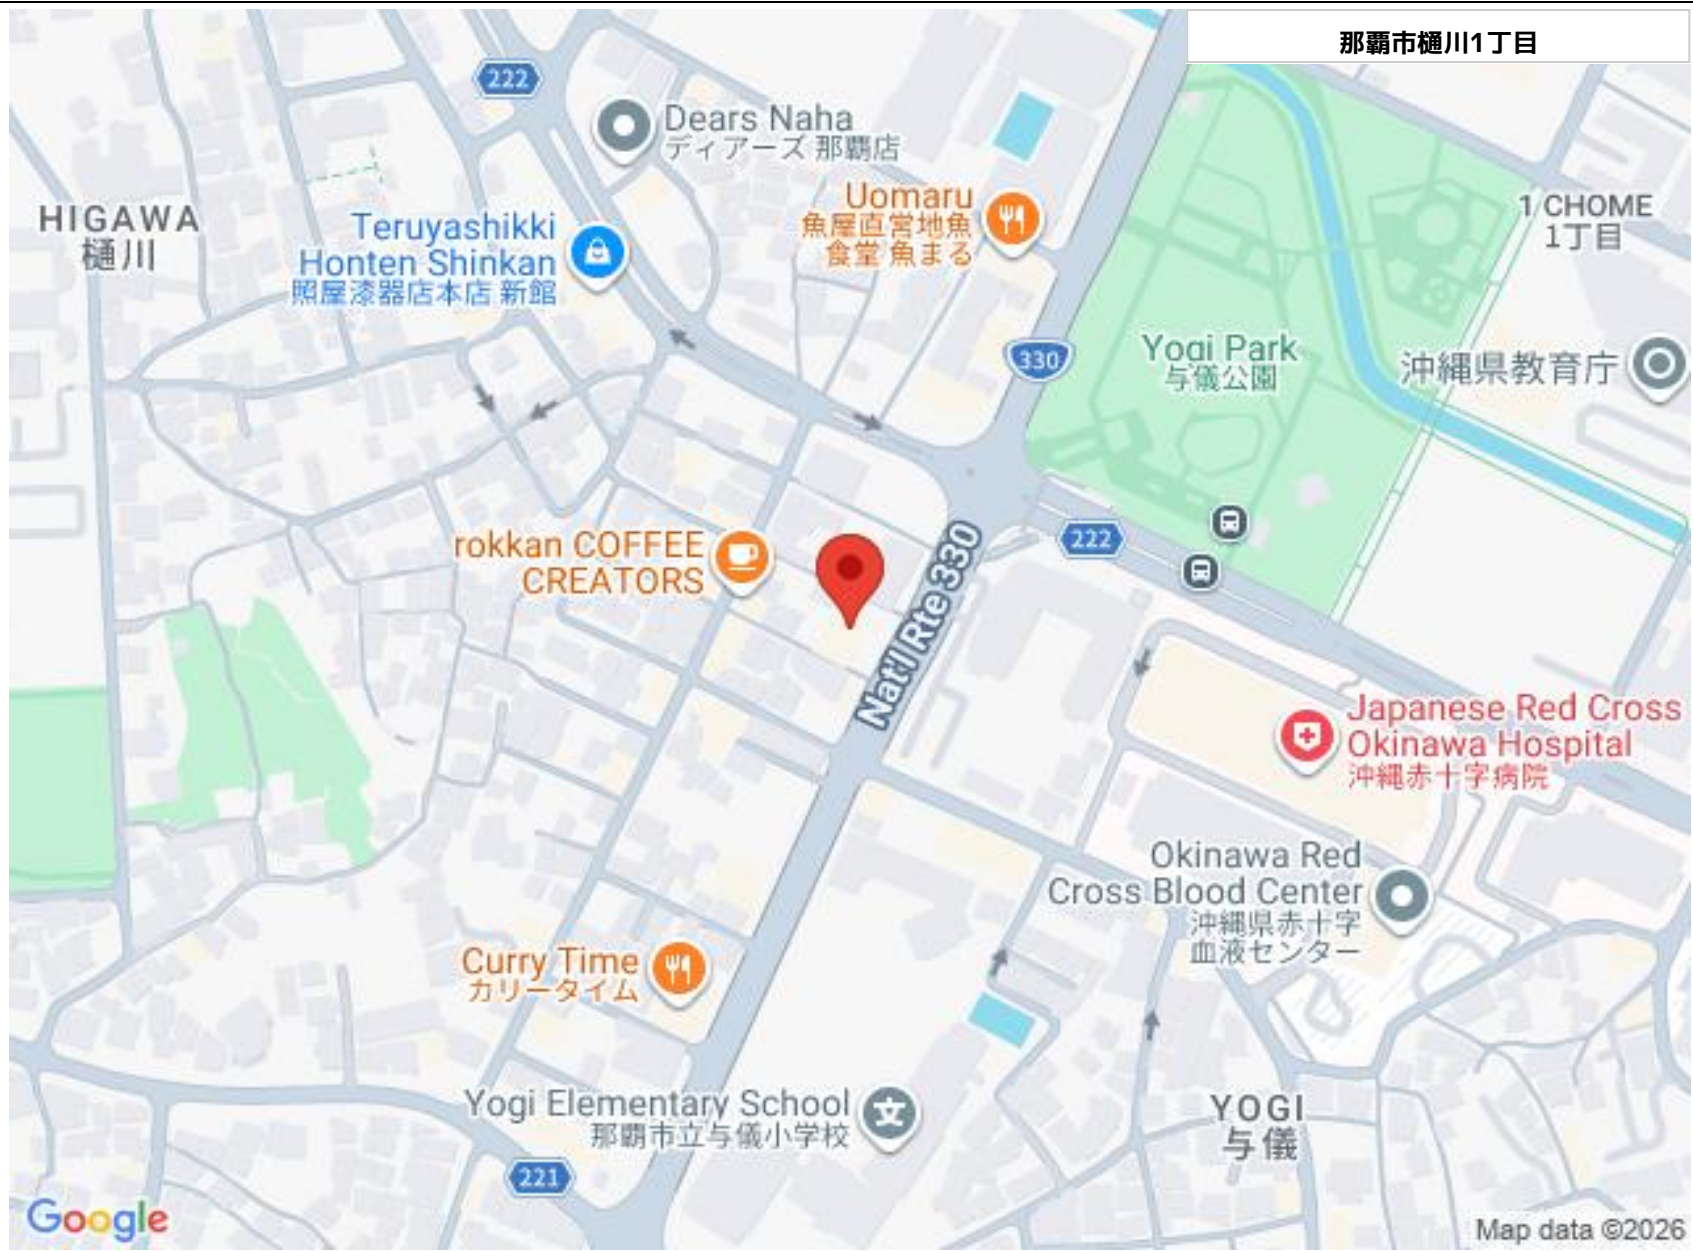 那覇市樋川1丁目
222
Dears Naha
ディアーズ 那覇店
Uomaru
魚屋直営地魚
食堂 魚まる
HIGAWA
樋川
Teruyashikki
Honten Shinkan
照屋漆器店本店 新館
1 CHOME
1丁目
330
Yogi Park
与儀公園
沖縄県教育庁
rokkan COFFEE
CREATORS
222
Nat'l Rte 330
Japanese Red Cross
Okinawa Hospital
沖縄赤十字病院
Okinawa Red
Cross Blood Center
沖縄県赤十字
血液センター
Curry Time
カリータイム
Yogi Elementary School
那覇市立与儀小学校
文
YOGI
与儀
221
Google
Map data ©2026